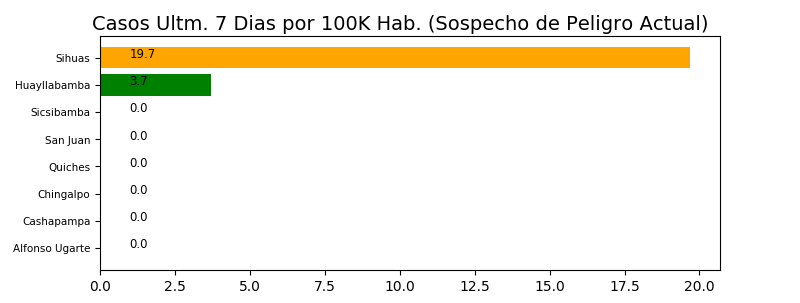 Casos Ultm. 7 Dias por 100K Hab. (Sospecho de Peligro Actual)
Sihuas 19.7
Huayllabamba 3.7
Sicsibamba 0.0
San Juan 0.0
Quiches 0.0
Chingalpo 0.0
Cashapampa 0.0
Alfonso Ugarte 0.0
0.0 2.5 5.0 7.5 10.0 12.5 15.0 17.5 20.0